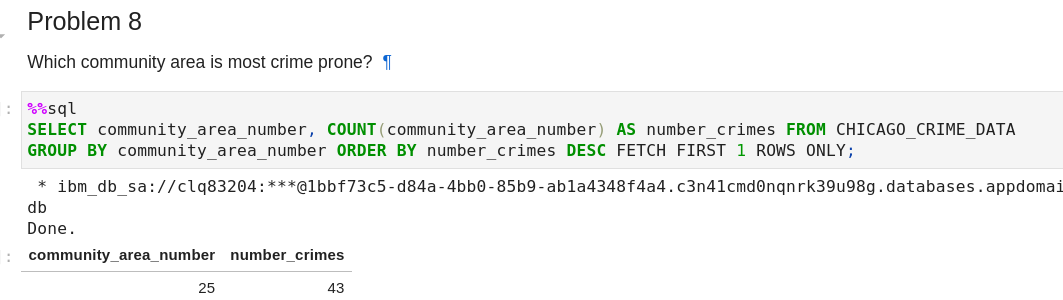 Problem 8
Which community area is most crime prone? ¶
%%sql
SELECT community_area_number, COUNT(community_area_number) AS number_crimes FROM CHICAGO_CRIME_DATA
GROUP BY community_area_number ORDER BY number_crimes DESC FETCH FIRST 1 ROWS ONLY;
* ibm_db_sa://clq83204:***@1bbf73c5-d84a-4bb0-85b9-ab1a4348f4a4.c3n41cmd0nqnrk39u98g.databases.appdomai
db
Done.
community_area_number number_crimes
25 43